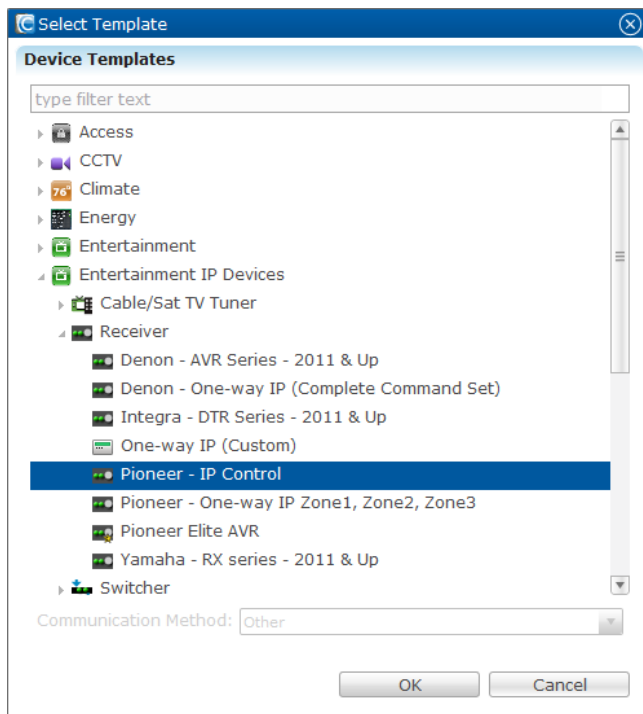 Select Template
Device Templates
type filter text
Access
CCTV
76° Climate
Energy
Entertainment
Entertainment IP Devices
Cable/Sat TV Tuner
Receiver
Denon - AVR Series - 2011 & Up
Denon - One-way IP (Complete Command Set)
Integra - DTR Series - 2011 & Up
One-way IP (Custom)
Pioneer - IP Control
Pioneer - One-way IP Zone1, Zone2, Zone3
Pioneer Elite AVR
Yamaha - RX series - 2011 & Up
Switcher
Communication Method: Other
OK Cancel